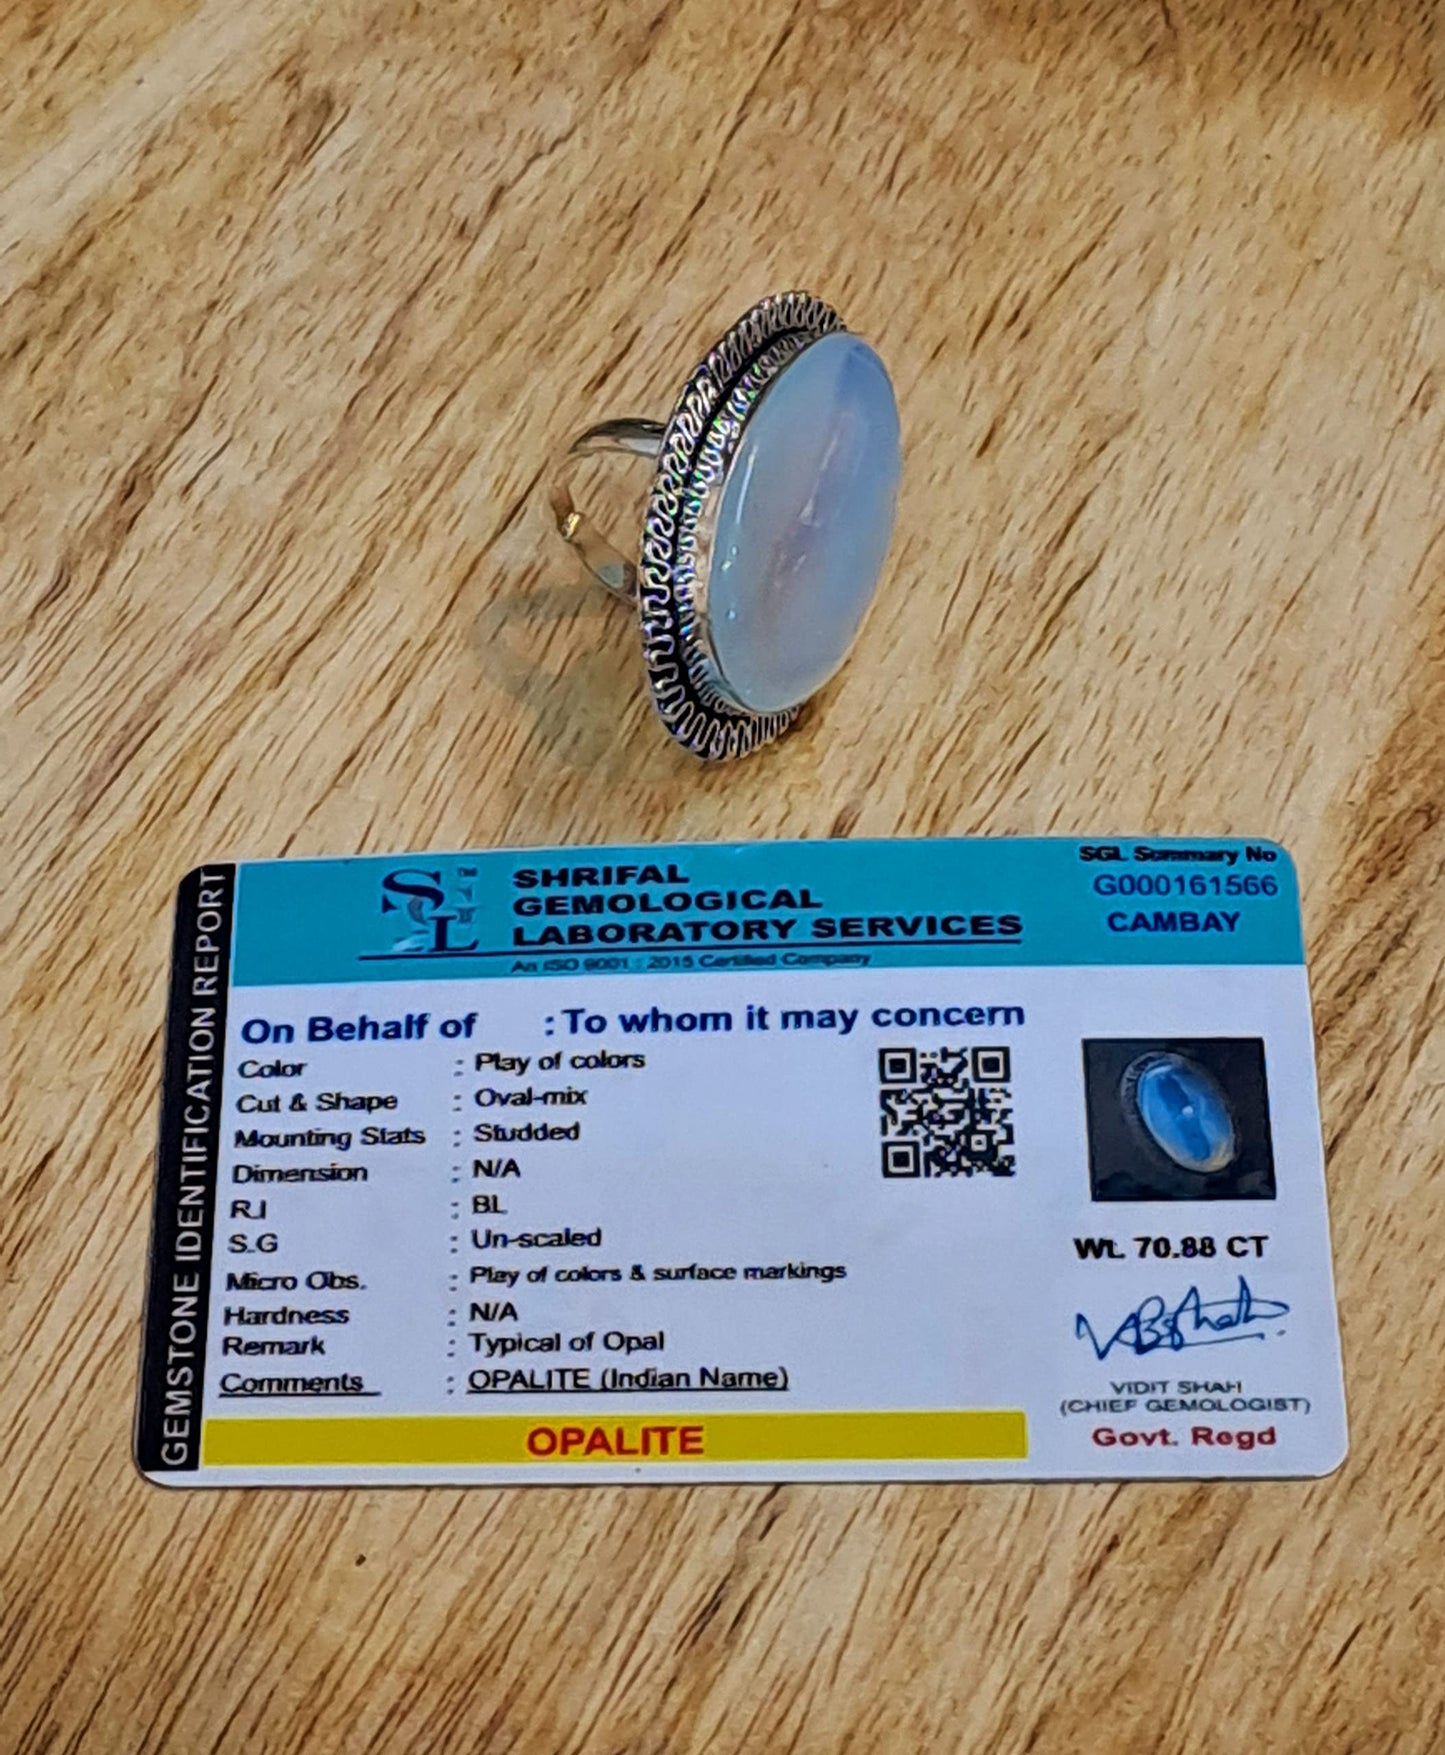 GEMSTONE IDENTIFICATION REPORT
SGL
SHRIFAL
GEMOLOGICAL
LABORATORY SERVICES
An ISO 9001 : 2015 Certified Company
SGL Summary No
G000161566
CAMBAY
On Behalf of : To whom it may concern
Color : Play of colors
Cut & Shape : Oval-mix
Mounting Stats : Studded
Dimension : N/A
R.I : BL
S.G : Un-scaled
Micro Obs. : Play of colors & surface markings
Hardness : N/A
Remark : Typical of Opal
Comments : OPALITE (Indian Name)
OPALITE
Wt. 70.88 CT
VIDIT SHAH
(CHIEF GEMOLOGIST)
Govt. Regd